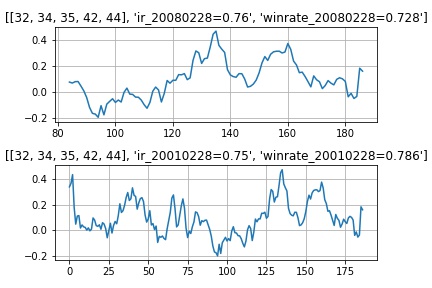 [[32, 34, 35, 42, 44], 'ir_20080228=0.76', 'winrate_20080228=0.728']
0.4
0.2
0.0
−0.2
80 100 120 140 160 180
[[32, 34, 35, 42, 44], 'ir_20010228=0.75', 'winrate_20010228=0.786']
0.4
0.2
0.0
−0.2
0 25 50 75 100 125 150 175